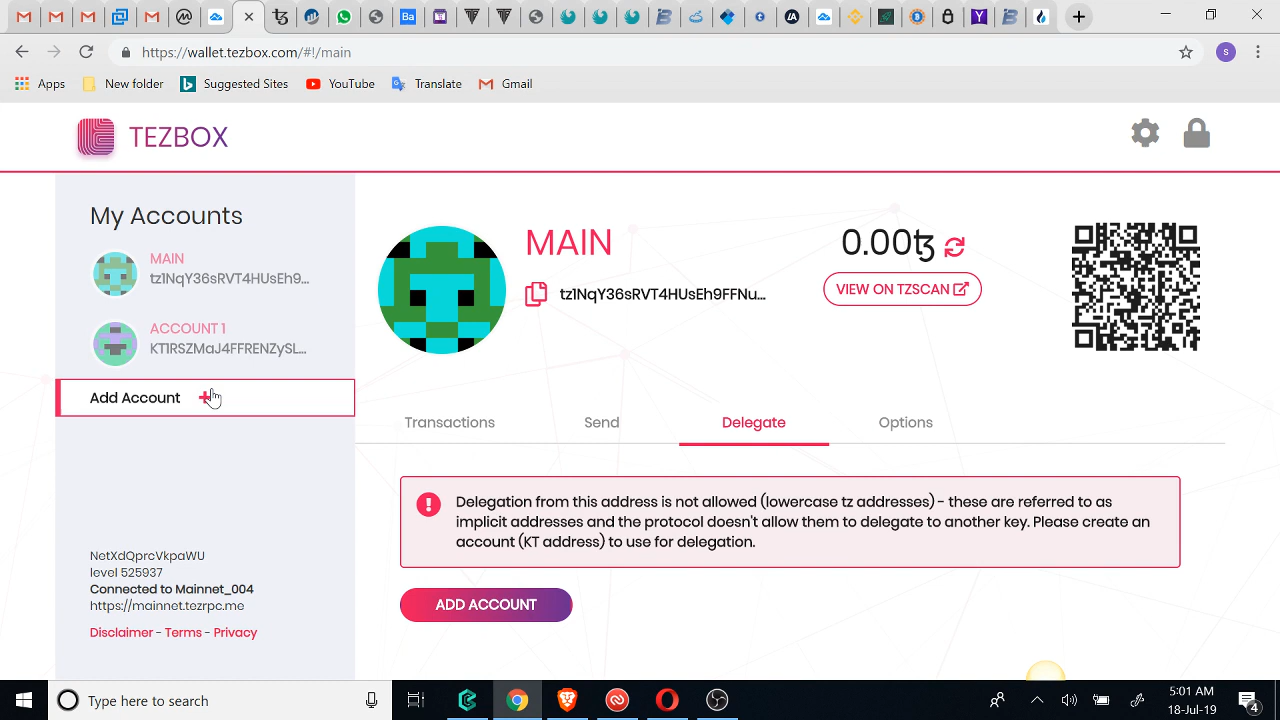 https://wallet.tezbox.com/#!/main
S
Apps
New folder
Suggested Sites
YouTube
Translate
Gmail
TEZBOX
My Accounts
MAIN
tz1NqY36sRVT4HUsEh9...
ACCOUNT 1
KT1RSZMaJ4FFRENZySL...
Add Account +
NetXdQprcVkpaWU
level 525937
Connected to Mainnet_004
https://mainnet.tezrpc.me
Disclaimer - Terms - Privacy
MAIN
tz1NqY36sRVT4HUsEh9FFNu...
0.00ꜩ
VIEW ON TZSCAN
Transactions
Send
Delegate
Options
Delegation from this address is not allowed (lowercase tz addresses) - these are referred to as
implicit addresses and the protocol doesn't allow them to delegate to another key. Please create an
account (KT address) to use for delegation.
ADD ACCOUNT
Type here to search
5:01 AM
18-Jul-19
4